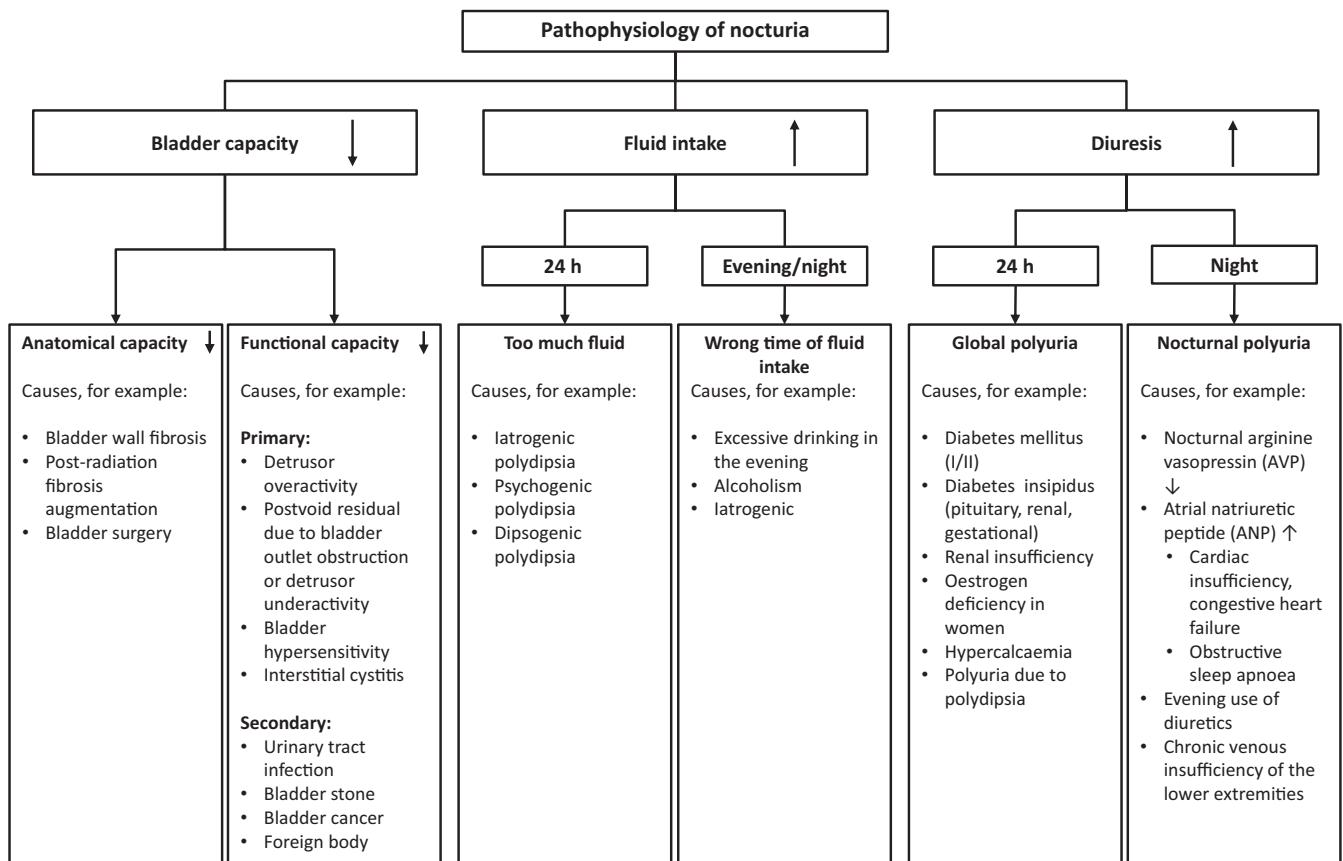 Pathophysiology of nocturia
Bladder capacity ↓
Fluid intake ↑
Diuresis ↑
24 h
Evening/night
24 h
Night
Anatomical capacity ↓
Causes, for example:
• Bladder wall fibrosis
• Post-radiation
fibrosis
augmentation
• Bladder surgery
Functional capacity ↓
Causes, for example:
Primary:
• Detrusor
overactivity
• Postvoid residual
due to bladder
outlet obstruction
or detrusor
underactivity
• Bladder
hypersensitivity
• Interstitial cystitis
Secondary:
• Urinary tract
infection
• Bladder stone
• Bladder cancer
• Foreign body
Too much fluid
Causes, for example:
• Iatrogenic
polydipsia
• Psychogenic
polydipsia
• Dipsogenic
polydipsia
Wrong time of fluid
intake
Causes, for example:
• Excessive drinking in
the evening
• Alcoholism
• Iatrogenic
Global polyuria
Causes, for example:
• Diabetes mellitus
(I/II)
• Diabetes insipidus
(pituitary, renal,
gestational)
• Renal insufficiency
• Oestrogen
deficiency in
women
• Hypercalcaemia
• Polyuria due to
polydipsia
Nocturnal polyuria
Causes, for example:
• Nocturnal arginine
vasopressin (AVP)
↓
• Atrial natriuretic
peptide (ANP) ↑
• Cardiac
insufficiency,
congestive heart
failure
• Obstructive
sleep apnoea
• Evening use of
diuretics
• Chronic venous
insufficiency of the
lower extremities